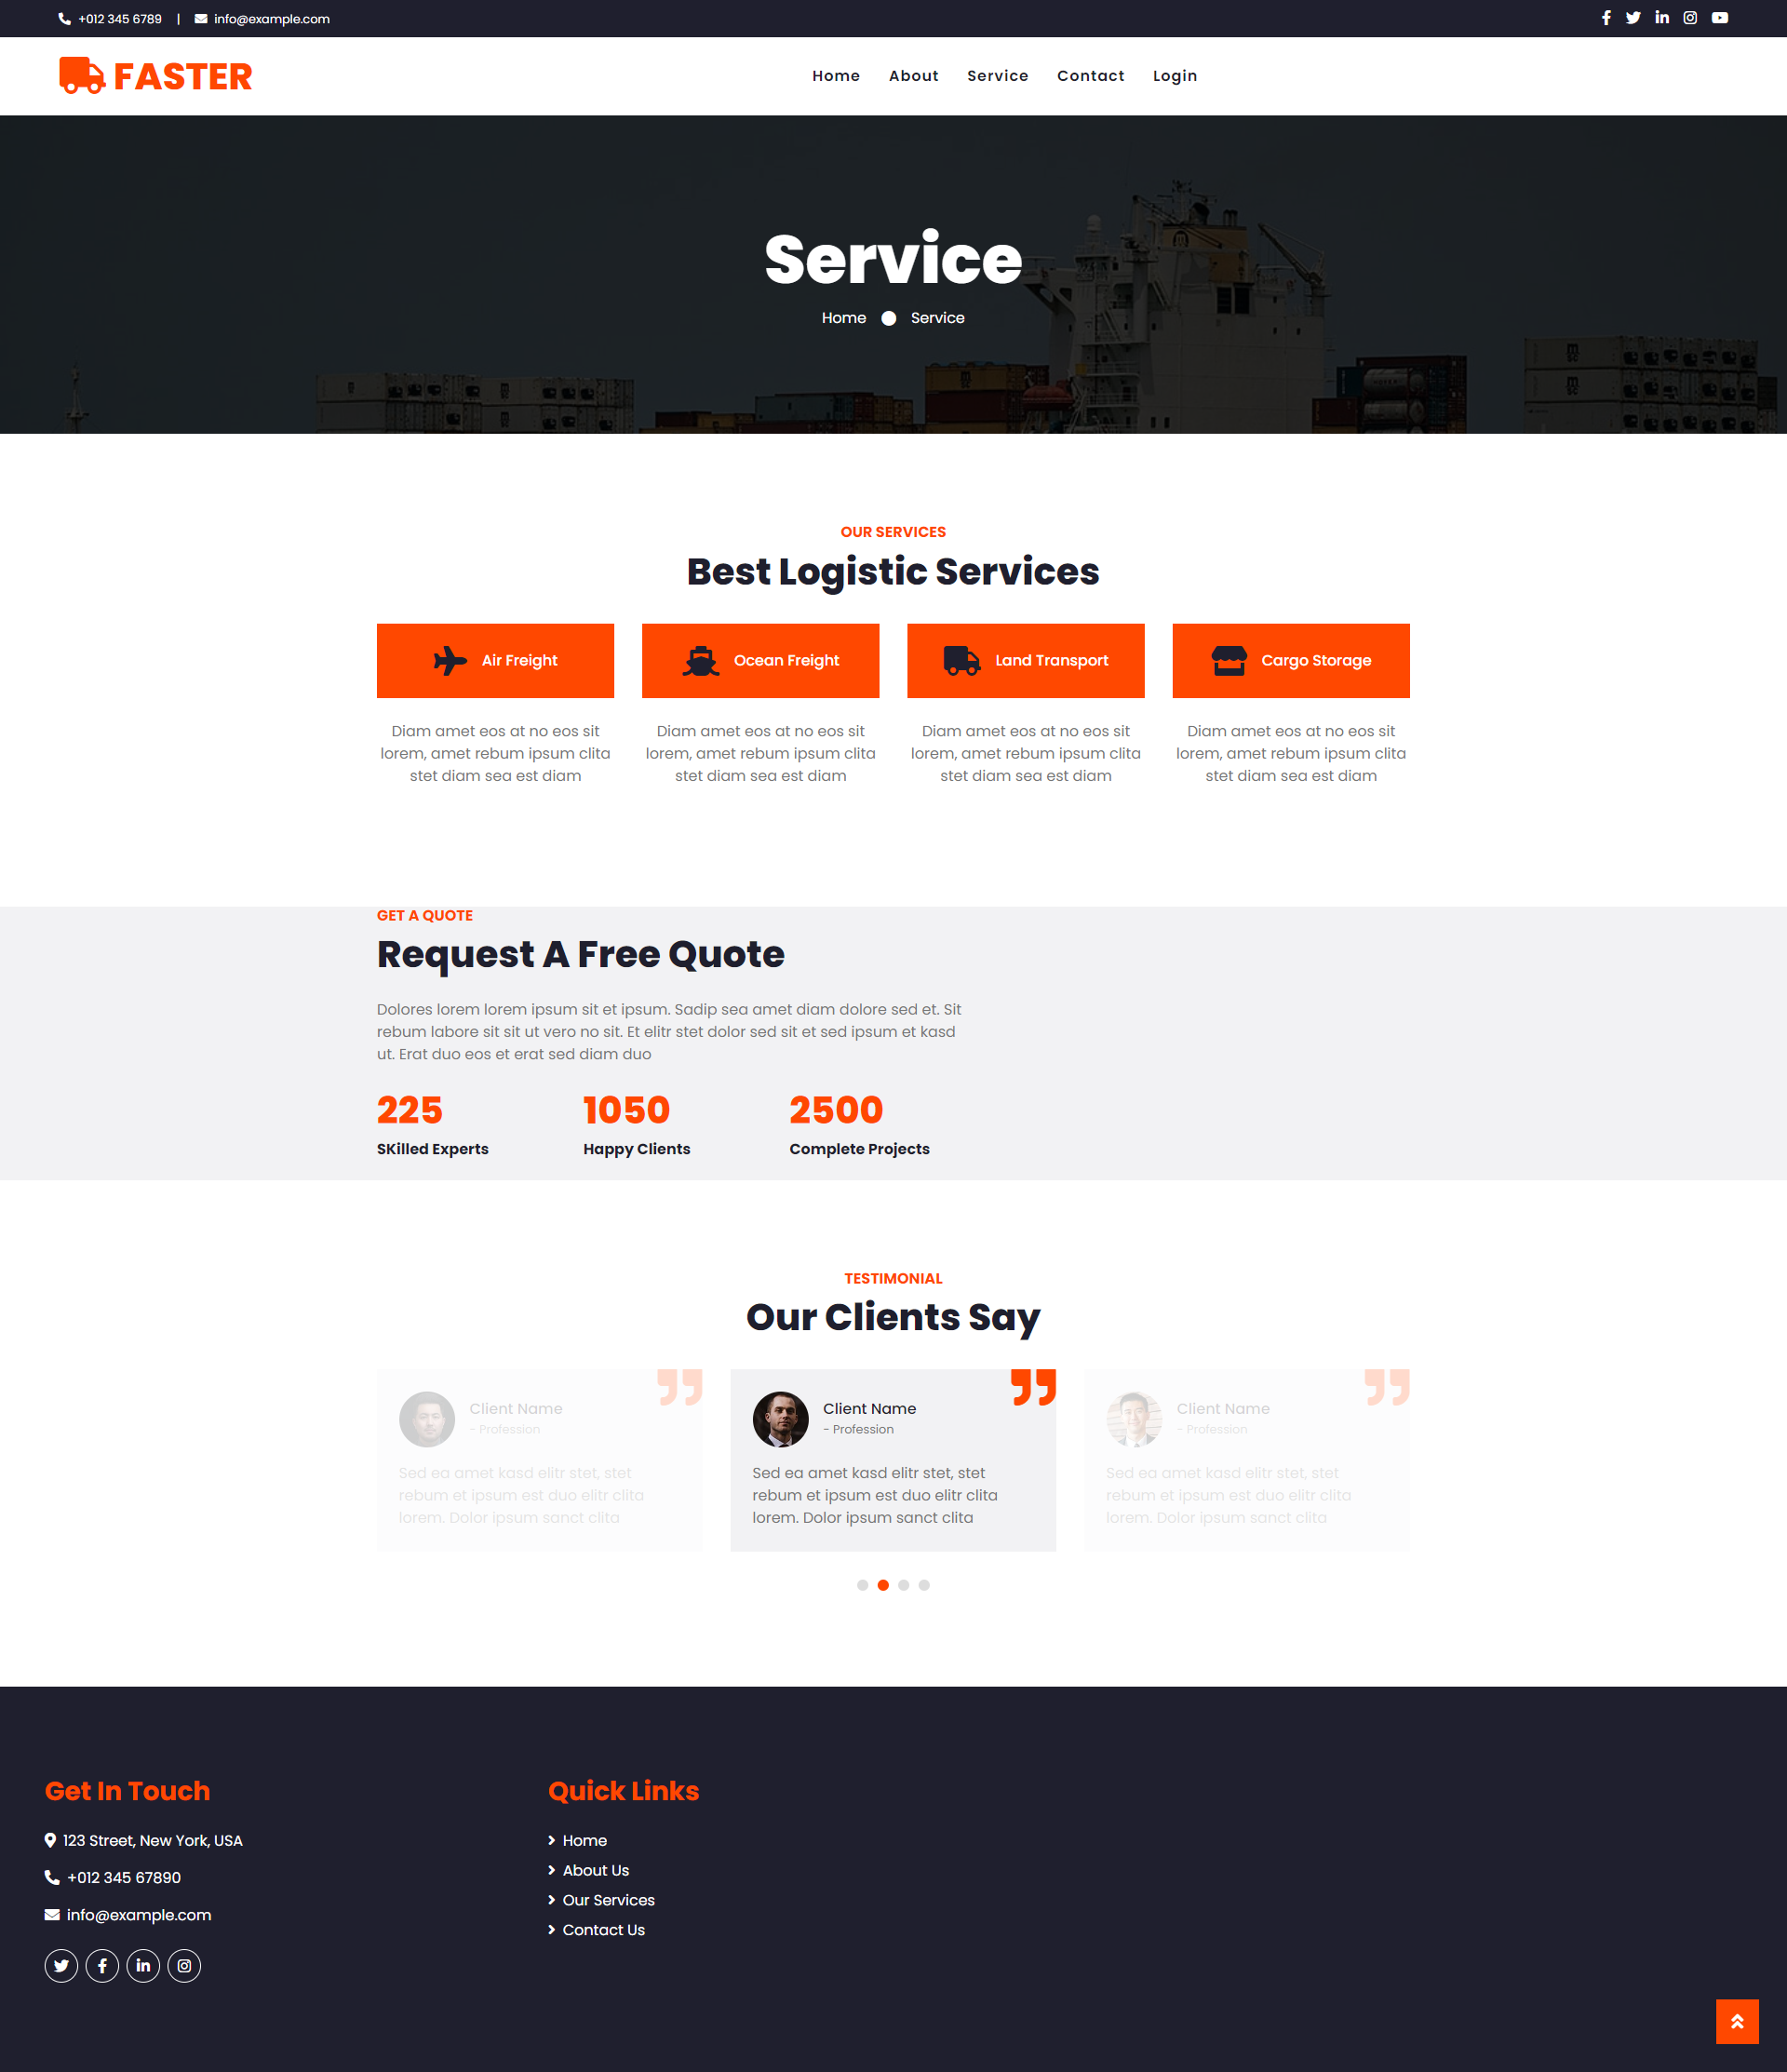 +012 345 6789 | info@example.com
FASTER
Home About Service Contact Login
Service
Home Service
OUR SERVICES
Best Logistic Services
Air Freight
Ocean Freight
Land Transport
Cargo Storage
Diam amet eos at no eos sit
lorem, amet rebum ipsum clita
stet diam sea est diam
Diam amet eos at no eos sit
lorem, amet rebum ipsum clita
stet diam sea est diam
Diam amet eos at no eos sit
lorem, amet rebum ipsum clita
stet diam sea est diam
Diam amet eos at no eos sit
lorem, amet rebum ipsum clita
stet diam sea est diam
GET A QUOTE
Request A Free Quote
Dolores lorem lorem ipsum sit et ipsum. Sadip sea amet diam dolore sed et. Sit
rebum labore sit sit ut vero no sit. Et elitr stet dolor sed sit et sed ipsum et kasd
ut. Erat duo eos et erat sed diam duo
225
SKilled Experts
1050
Happy Clients
2500
Complete Projects
TESTIMONIAL
Our Clients Say
Client Name
- Profession
Sed ea amet kasd elitr stet, stet
rebum et ipsum est duo elitr clita
lorem. Dolor ipsum sanct clita
Client Name
- Profession
Sed ea amet kasd elitr stet, stet
rebum et ipsum est duo elitr clita
lorem. Dolor ipsum sanct clita
Client Name
- Profession
Sed ea amet kasd elitr stet, stet
rebum et ipsum est duo elitr clita
lorem. Dolor ipsum sanct clita
Get In Touch
123 Street, New York, USA
+012 345 67890
info@example.com
Quick Links
Home
About Us
Our Services
Contact Us